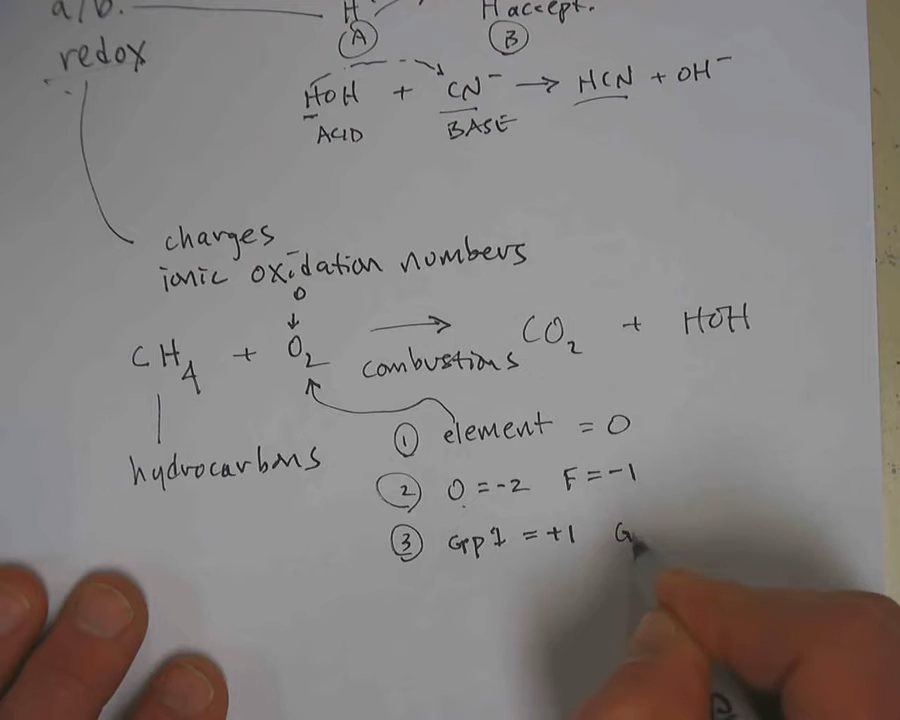 a/b. H H accept.
redox A B
HOH + CN⁻ → HCN + OH⁻
ACID BASE
charges
ionic oxidation numbers
0
CH4 + O2 → CO2 + HOH
combustions
hydrocarbons
① element = 0
② O = -2 F = -1
③ Grp 1 = +1 G